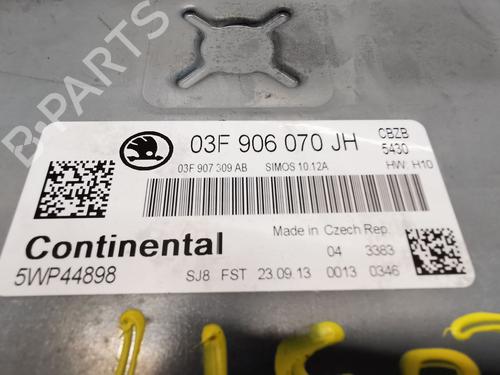 B-PARTS
03F 906 070 JH
CBZB
5430
03F 907 309 AB SIMOS 10.12A HW: H10
Continental
Made in Czech Rep.
04 3383
5WP44898 SJ8 FST 23.09.13 0013 0346